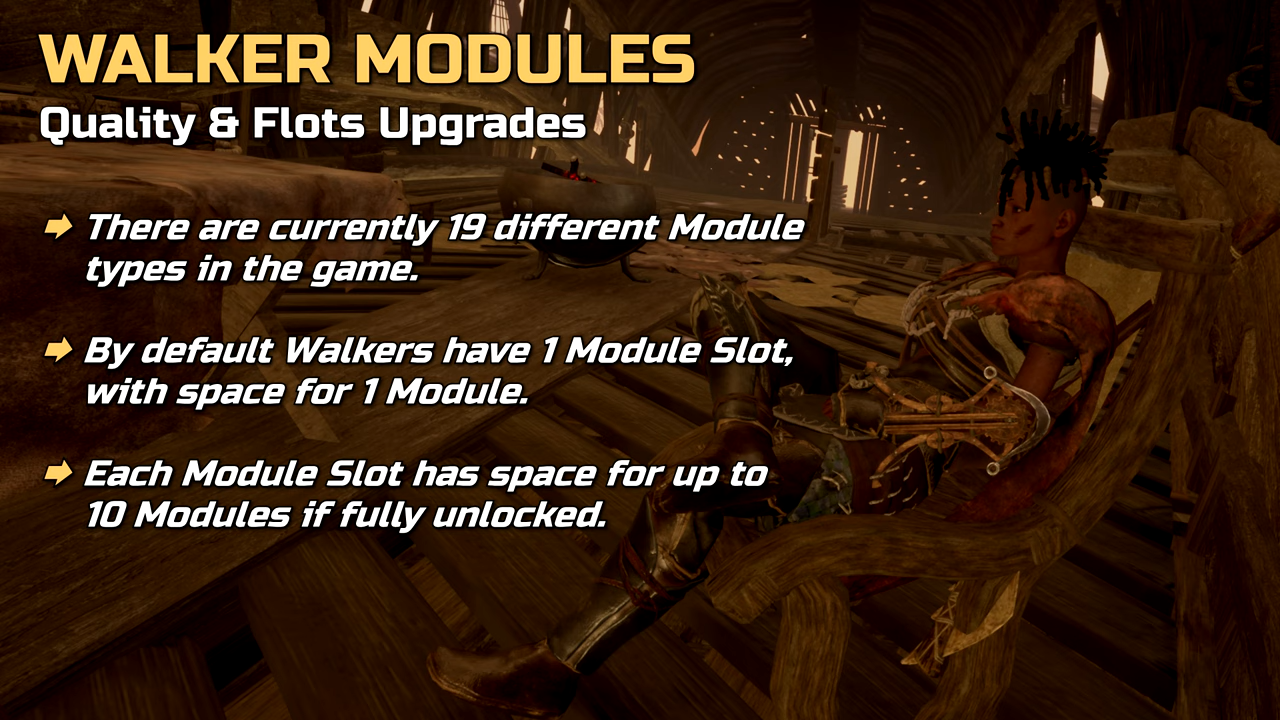 WALKER MODULES
Quality & Flots Upgrades
There are currently 19 different Module
types in the game.
By default Walkers have 1 Module Slot,
with space for 1 Module.
Each Module Slot has space for up to
10 Modules if fully unlocked.